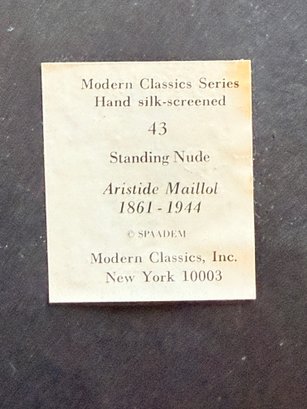 Modern Classics Series
Hand silk-screened
43
Standing Nude
Aristide Maillol
1861 - 1944
© SPAADEM
Modern Classics, Inc.
New York 10003